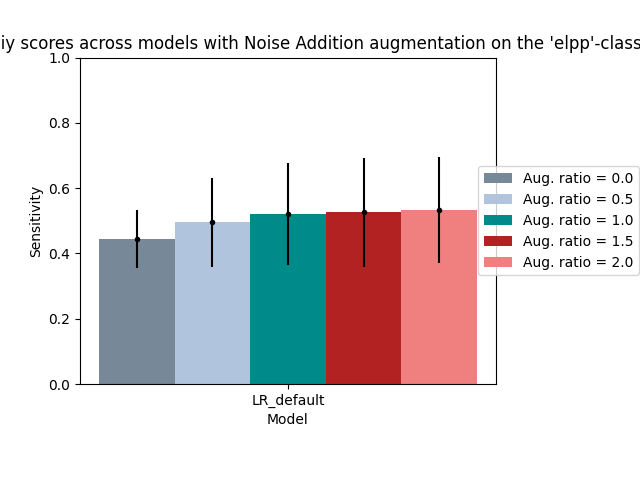 iy scores across models with Noise Addition augmentation on the 'elpp'-class
1.0
0.8
0.6
0.4
0.2
0.0
Sensitivity
LR_default
Model
Aug. ratio = 0.0
Aug. ratio = 0.5
Aug. ratio = 1.0
Aug. ratio = 1.5
Aug. ratio = 2.0